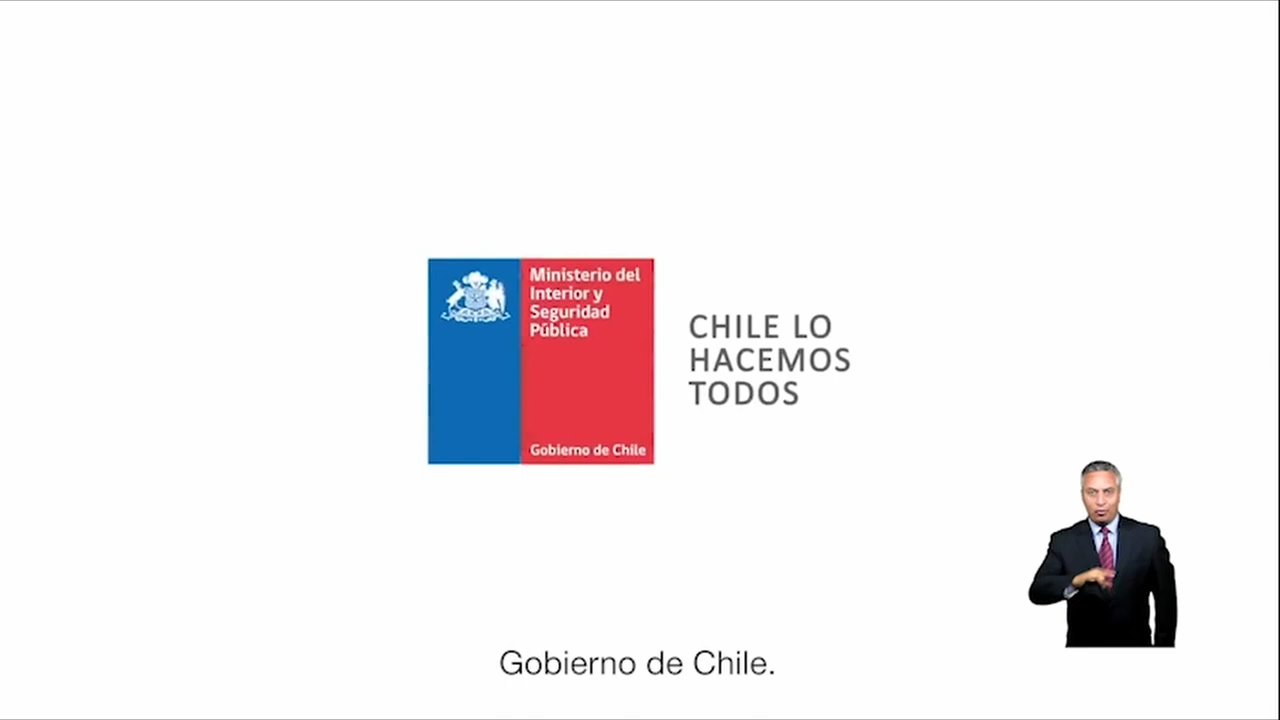 Ministerio del
Interior y
Seguridad
Pública
Gobierno de Chile
CHILE LO
HACEMOS
TODOS
Gobierno de Chile.